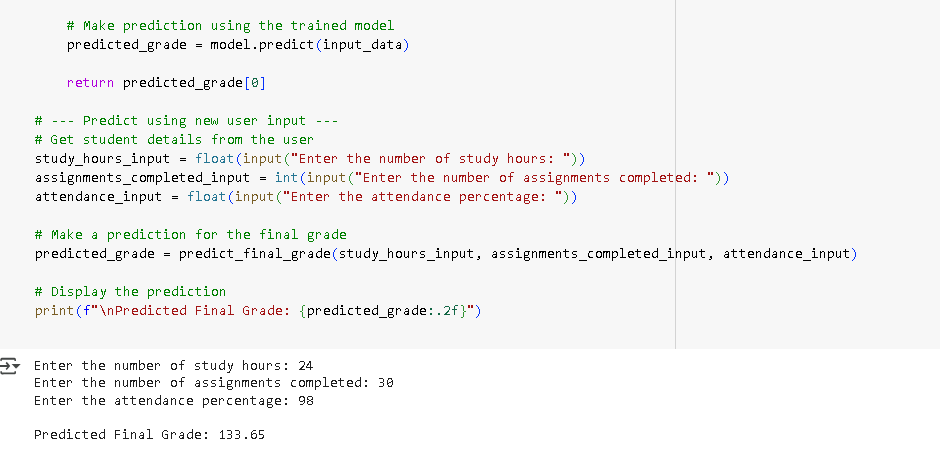 # Make prediction using the trained model
predicted_grade = model.predict(input_data)
return predicted_grade[0]
# --- Predict using new user input ---
# Get student details from the user
study_hours_input = float(input("Enter the number of study hours: "))
assignments_completed_input = int(input("Enter the number of assignments completed: "))
attendance_input = float(input("Enter the attendance percentage: "))
# Make a prediction for the final grade
predicted_grade = predict_final_grade(study_hours_input, assignments_completed_input, attendance_input)
# Display the prediction
print(f"\nPredicted Final Grade: {predicted_grade:.2f}")
Enter the number of study hours: 24
Enter the number of assignments completed: 30
Enter the attendance percentage: 98
Predicted Final Grade: 133.65